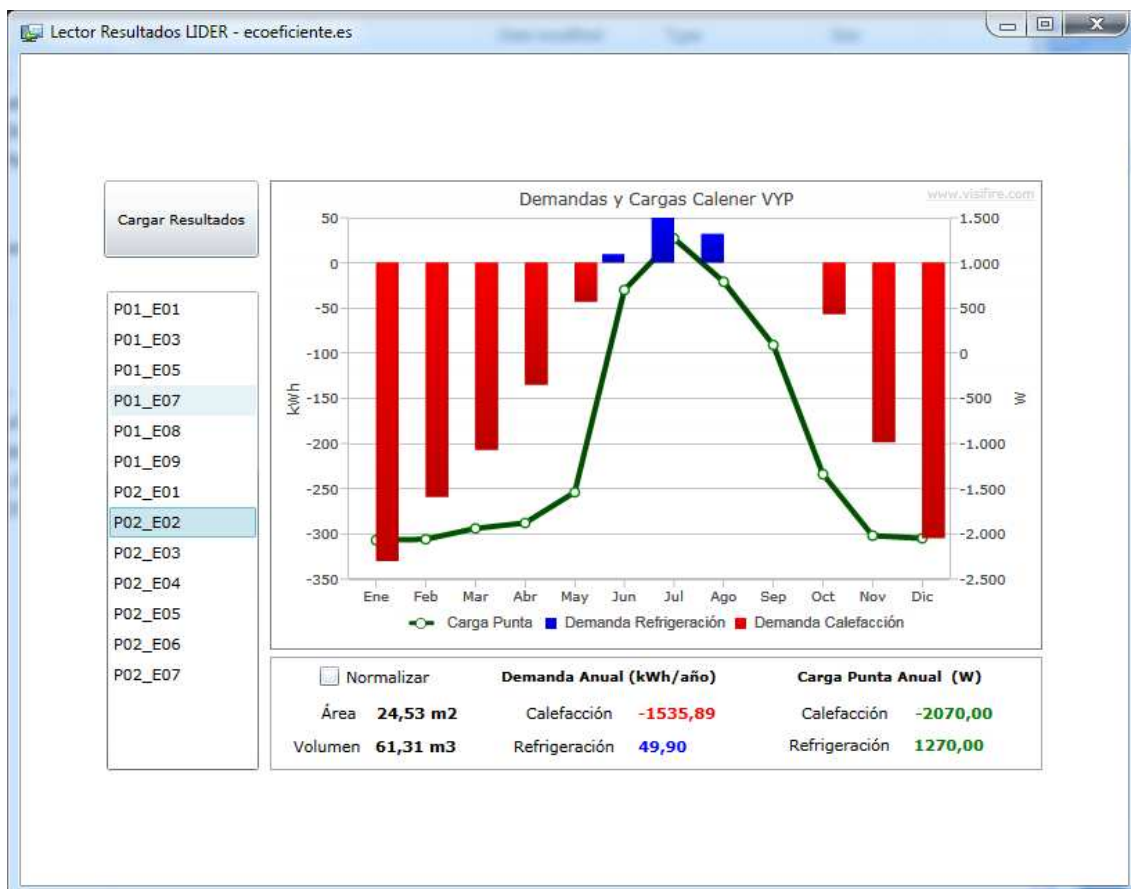 Lector Resultados LIDER - ecoeficiente.es
Cargar Resultados
P01_E01
P01_E03
P01_E05
P01_E07
P01_E08
P01_E09
P02_E01
P02_E02
P02_E03
P02_E04
P02_E05
P02_E06
P02_E07
Demandas y Cargas Calener VYP
www.visifire.com
50
0
-50
-100
-150
-200
-250
-300
-350
kWh
1.500
1.000
500
0
-500
-1.000
-1.500
-2.000
-2.500
W
Ene Feb Mar Abr May Jun Jul Ago Sep Oct Nov Dic
Carga Punta Demanda Refrigeración Demanda Calefacción
Normalizar Demanda Anual (kWh/año) Carga Punta Anual (W)
Área 24,53 m2 Calefacción -1535,89 Calefacción -2070,00
Volumen 61,31 m3 Refrigeración 49,90 Refrigeración 1270,00